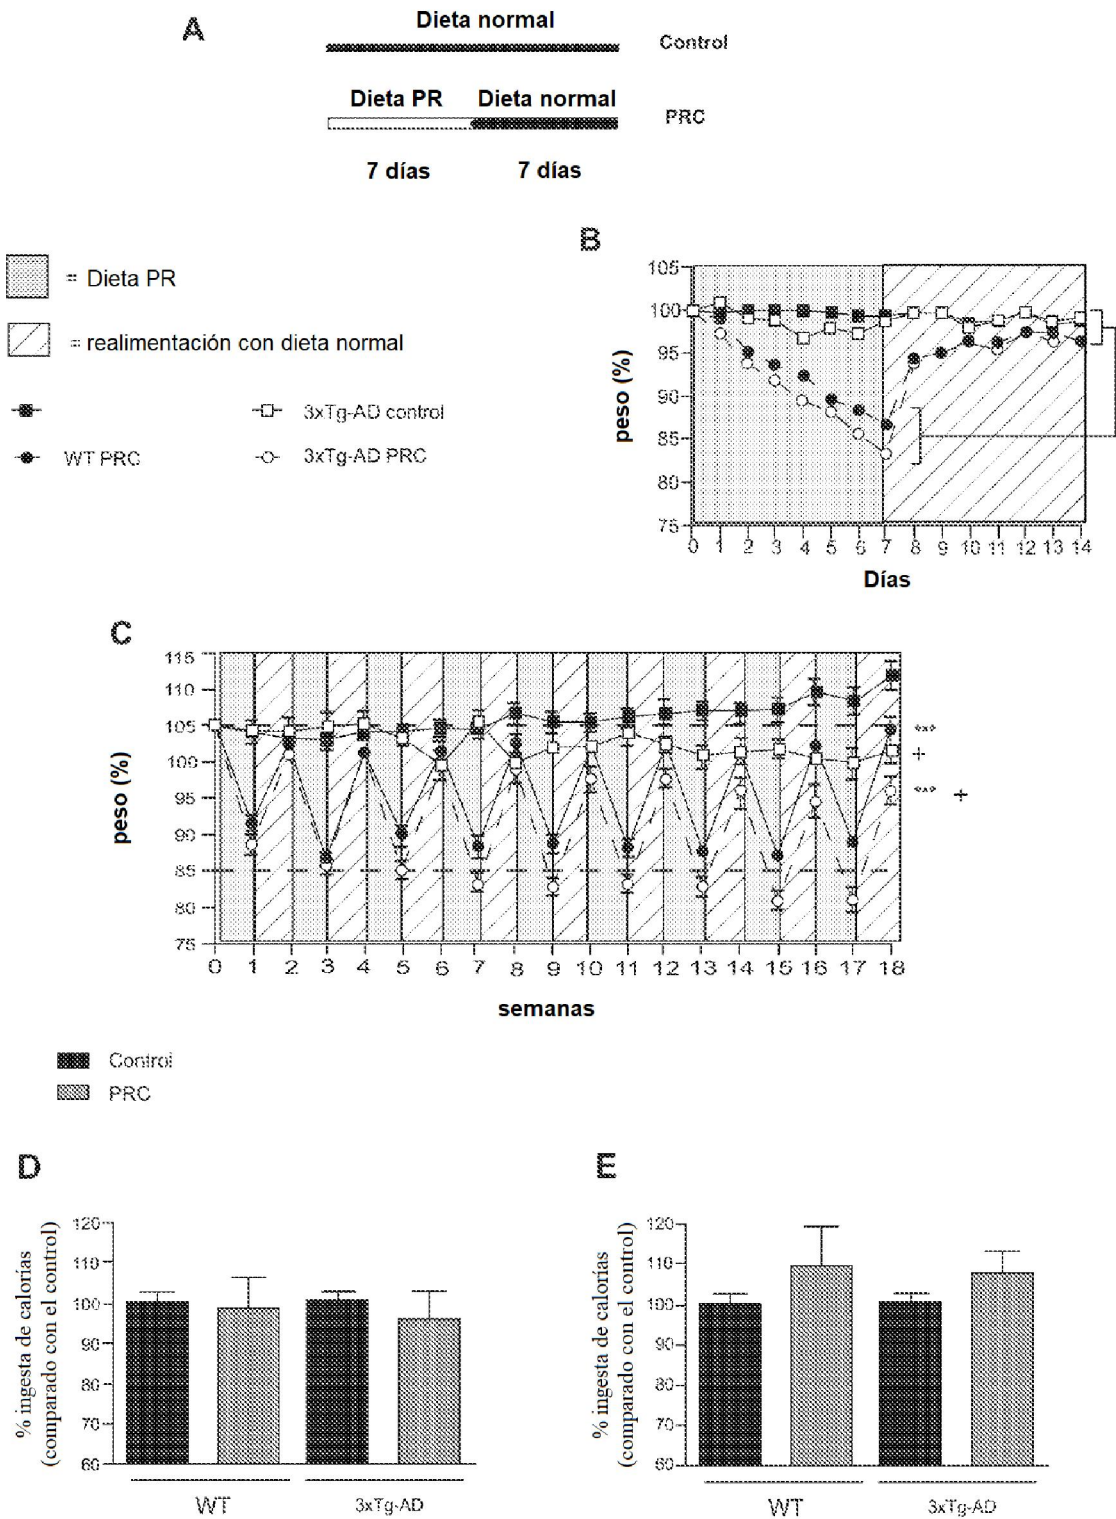 A
Dieta normal
Control
Dieta PR Dieta normal
PRC
7 días 7 días
= Dieta PR
= realimentación con dieta normal
3xTg-AD control
WT PRC
3xTg-AD PRC
B
peso (%)
105
100
95
90
85
80
75
0 1 2 3 4 5 6 7 8 9 10 11 12 13 14
Días
C
peso (%)
115
110
105
100
95
90
85
80
75
0 1 2 3 4 5 6 7 8 9 10 11 12 13 14 15 16 17 18
***
+
*** +
semanas
Control
PRC
D
% ingesta de calorías
(comparado con el control)
120
110
100
90
80
70
60
WT 3xTg-AD
E
% ingesta de calorías
(comparado con el control)
120
110
100
90
80
70
60
WT 3xTg-AD